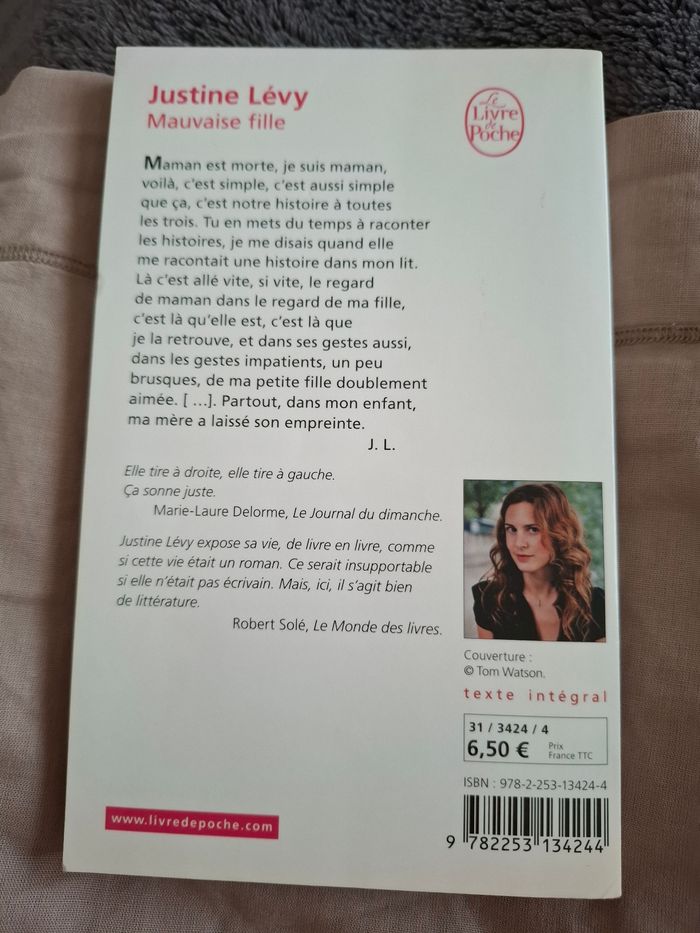 Justine Lévy
Mauvaise fille
Le
Livre
de
Poche
Maman est morte, je suis maman,
voilà, c'est simple, c'est aussi simple
que ça, c'est notre histoire à toutes
les trois. Tu en mets du temps à raconter
les histoires, je me disais quand elle
me racontait une histoire dans mon lit.
Là c'est allé vite, si vite, le regard
de maman dans le regard de ma fille,
c'est là qu'elle est, c'est là que
je la retrouve, et dans ses gestes aussi,
dans les gestes impatients, un peu
brusques, de ma petite fille doublement
aimée. [ ...]. Partout, dans mon enfant,
ma mère a laissé son empreinte.
J. L.
Elle tire à droite, elle tire à gauche.
Ça sonne juste.
Marie-Laure Delorme, Le Journal du dimanche.
Justine Lévy expose sa vie, de livre en livre, comme
si cette vie était un roman. Ce serait insupportable
si elle n'était pas écrivain. Mais, ici, il s'agit bien
de littérature.
Robert Solé, Le Monde des livres.
Couverture :
© Tom Watson.
texte intégral
31 / 3424 / 4
6,50 € Prix
France TTC
ISBN : 978-2-253-13424-4
www.livredepoche.com
9 782253 134244